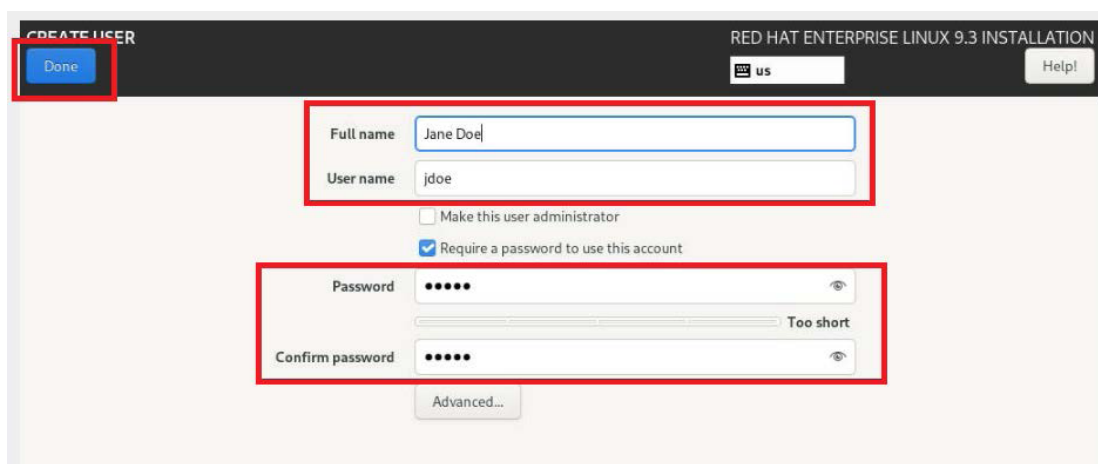 CREATE USER
RED HAT ENTERPRISE LINUX 9.3 INSTALLATION
Done
us
Help!
Full name
Jane Doe
User name
jdoe
Make this user administrator
Require a password to use this account
Password
•••••
Too short
Confirm password
•••••
Advanced...